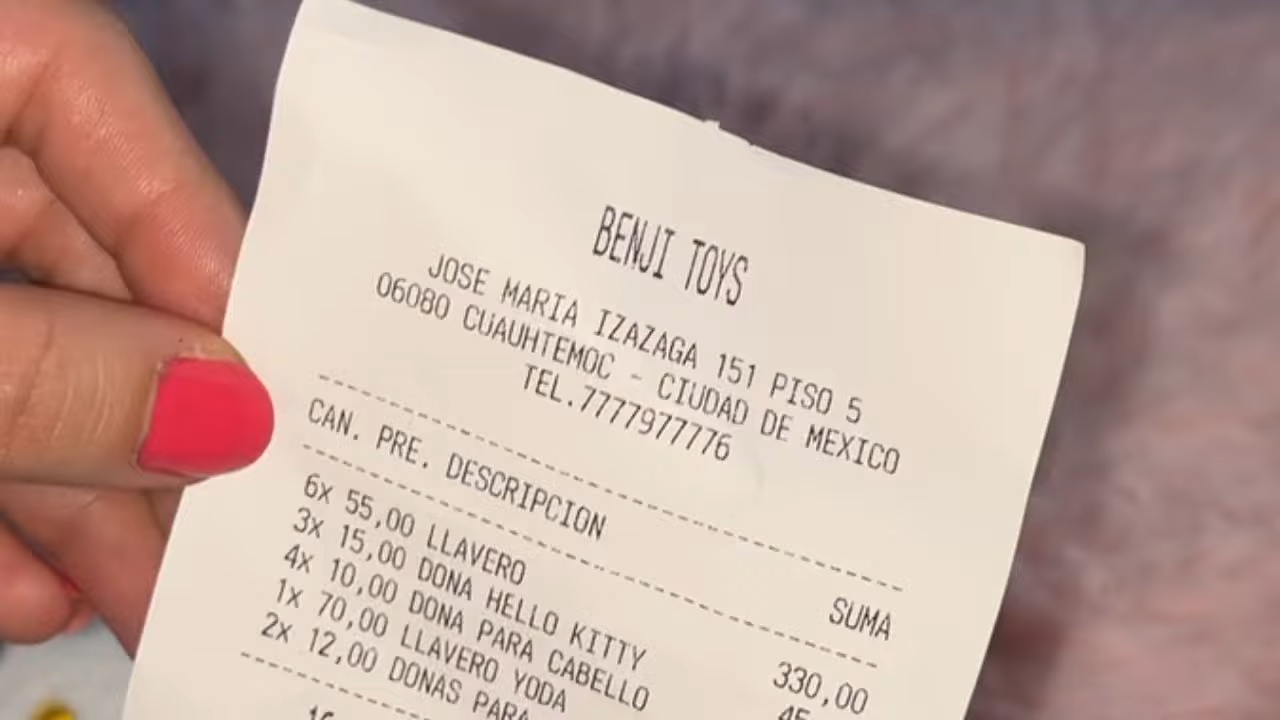 BENJI TOYS
JOSE MARIA IZAZAGA 151 PISO 5
06080 CUAUHTEMOC - CIUDAD DE MEXICO
TEL.7777977776
CAN. PRE. DESCRIPCION SUMA
6x 55,00 LLAVERO 330,00
3x 15,00 DONA HELLO KITTY 45
4x 10,00 DONA PARA CABELLO
1x 70,00 LLAVERO YODA
2x 12,00 DONAS PARA